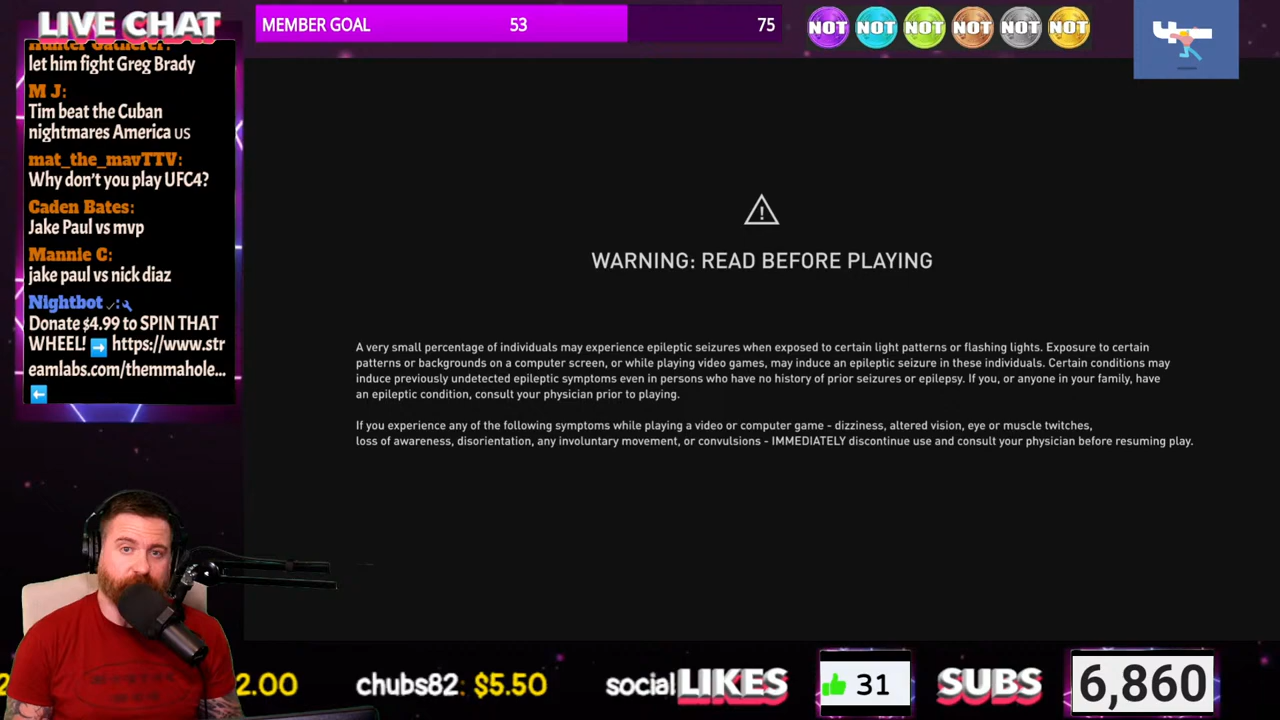 LIVE CHAT
Hunter Gatherer:
let him fight Greg Brady
M J:
Tim beat the Cuban
nightmares America US
mat_the_mavTTV:
Why don't you play UFC4?
Caden Bates:
Jake Paul vs mvp
Mannie C:
jake paul vs nick diaz
Nightbot :
Donate $4.99 to SPIN THAT
WHEEL! ➡️ https://www.str
eamlabs.com/themmahole...
⬅️
MEMBER GOAL 53 75
NOT NOT NOT NOT NOT NOT
WARNING: READ BEFORE PLAYING
A very small percentage of individuals may experience epileptic seizures when exposed to certain light patterns or flashing lights. Exposure to certain
patterns or backgrounds on a computer screen, or while playing video games, may induce an epileptic seizure in these individuals. Certain conditions may
induce previously undetected epileptic symptoms even in persons who have no history of prior seizures or epilepsy. If you, or anyone in your family, have
an epileptic condition, consult your physician prior to playing.
If you experience any of the following symptoms while playing a video or computer game - dizziness, altered vision, eye or muscle twitches,
loss of awareness, disorientation, any involuntary movement, or convulsions - IMMEDIATELY discontinue use and consult your physician before resuming play.
2.00 chubs82: $5.50 social LIKES 31 SUBS 6,860